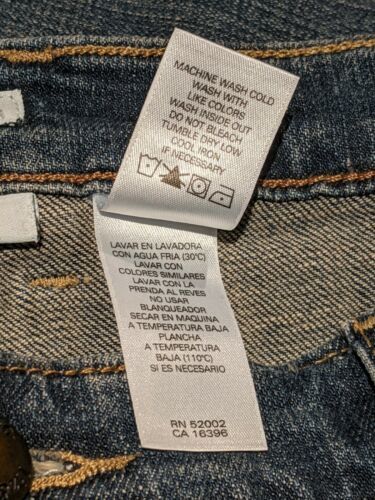 MACHINE WASH COLD
WASH WITH
LIKE COLORS
WASH INSIDE OUT
DO NOT BLEACH
TUMBLE DRY LOW
COOL IRON
IF NECESSARY
LAVAR EN LAVADORA
CON AGUA FRIA (30°C)
LAVAR CON
COLORES SIMILARES
LAVAR CON LA
PRENDA AL REVES
NO USAR
BLANQUEADOR
SECAR EN MAQUINA
A TEMPERATURA BAJA
PLANCHA
A TEMPERATURA
BAJA (110°C)
SI ES NECESARIO
RN 52002
CA 16396